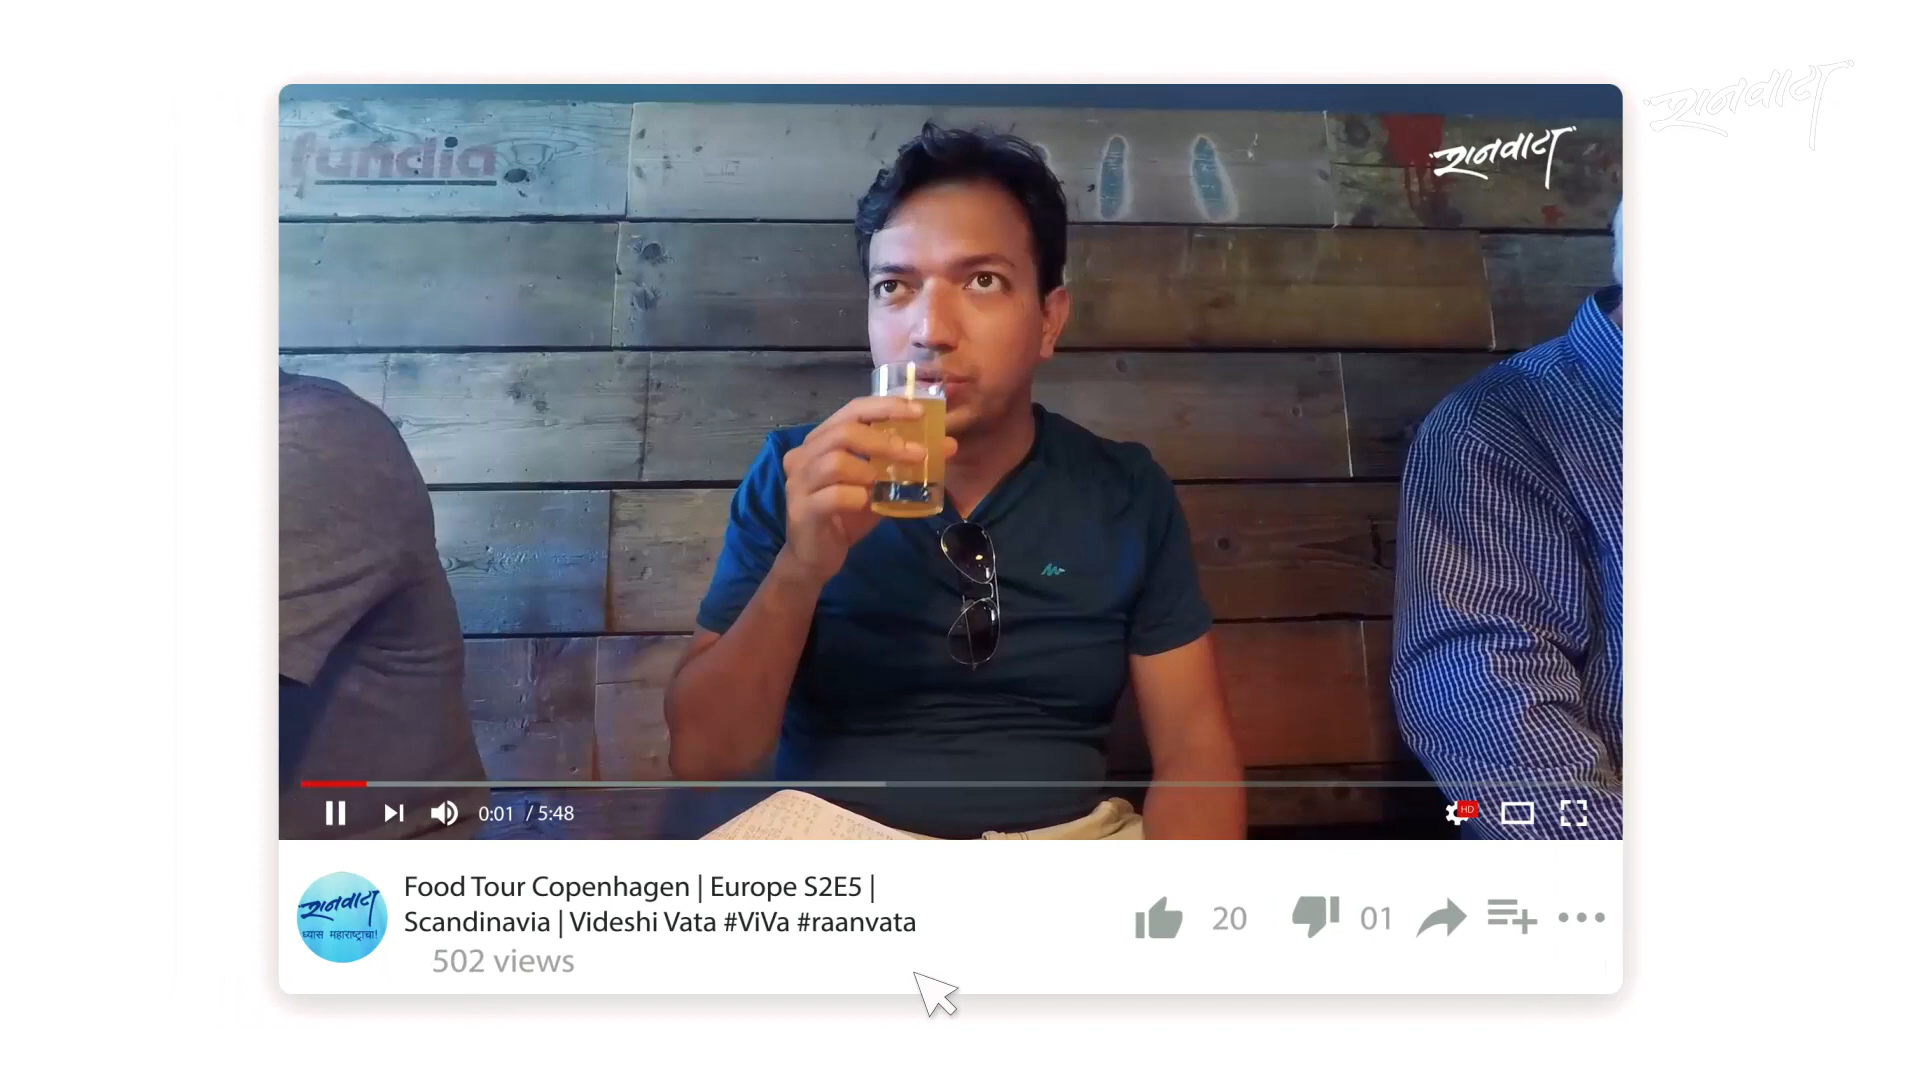 रानवाटा
fundia
रानवाटा
HD
0:01 / 5:48
रानवाटा
ध्यास महाराष्ट्राचा!
Food Tour Copenhagen | Europe S2E5 |
Scandinavia | Videshi Vata #ViVa #raanvata
502 views
20
01